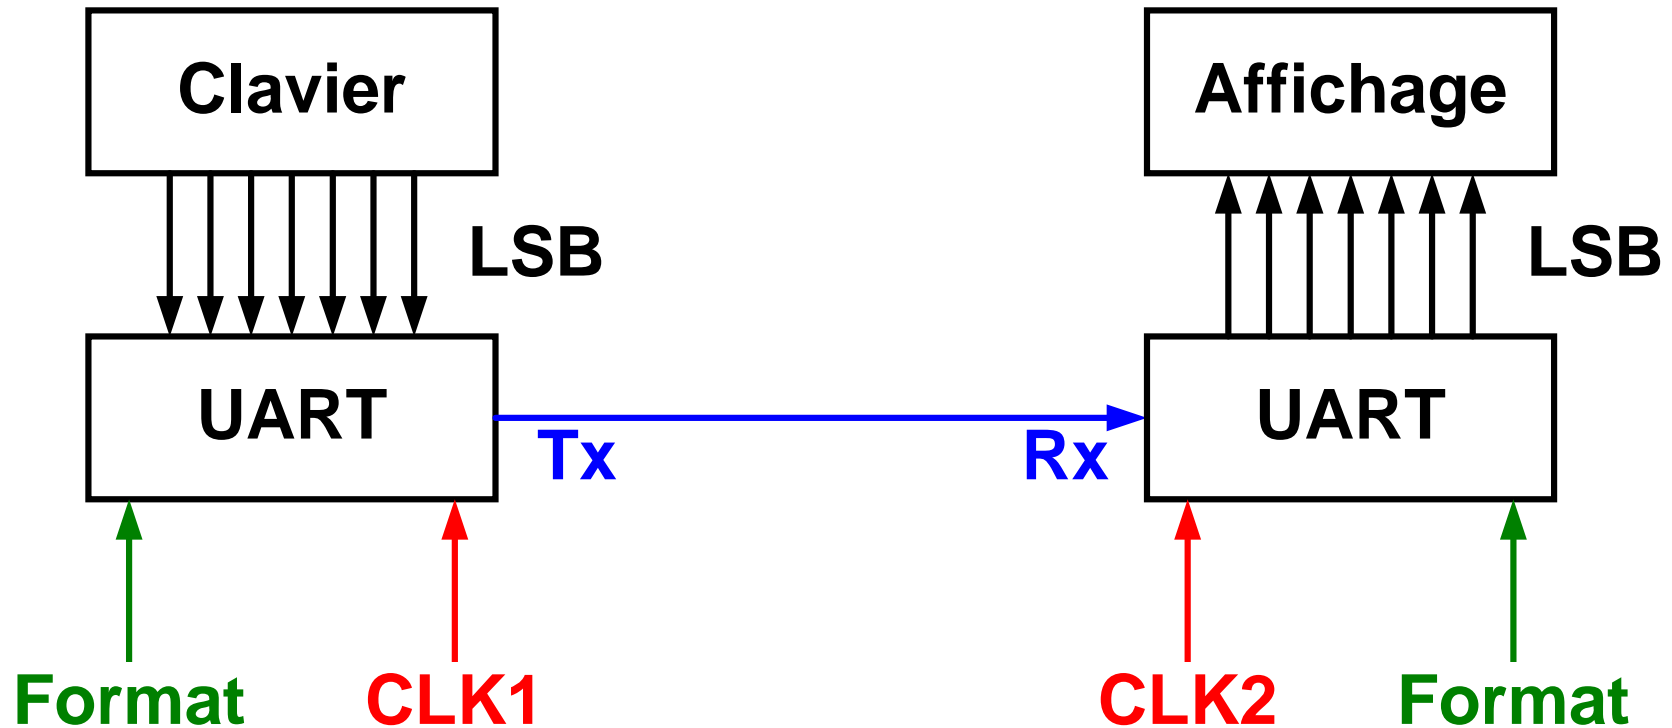 Clavier
Affichage
LSB
LSB
UART
UART
Tx
Rx
Format
CLK1
CLK2
Format